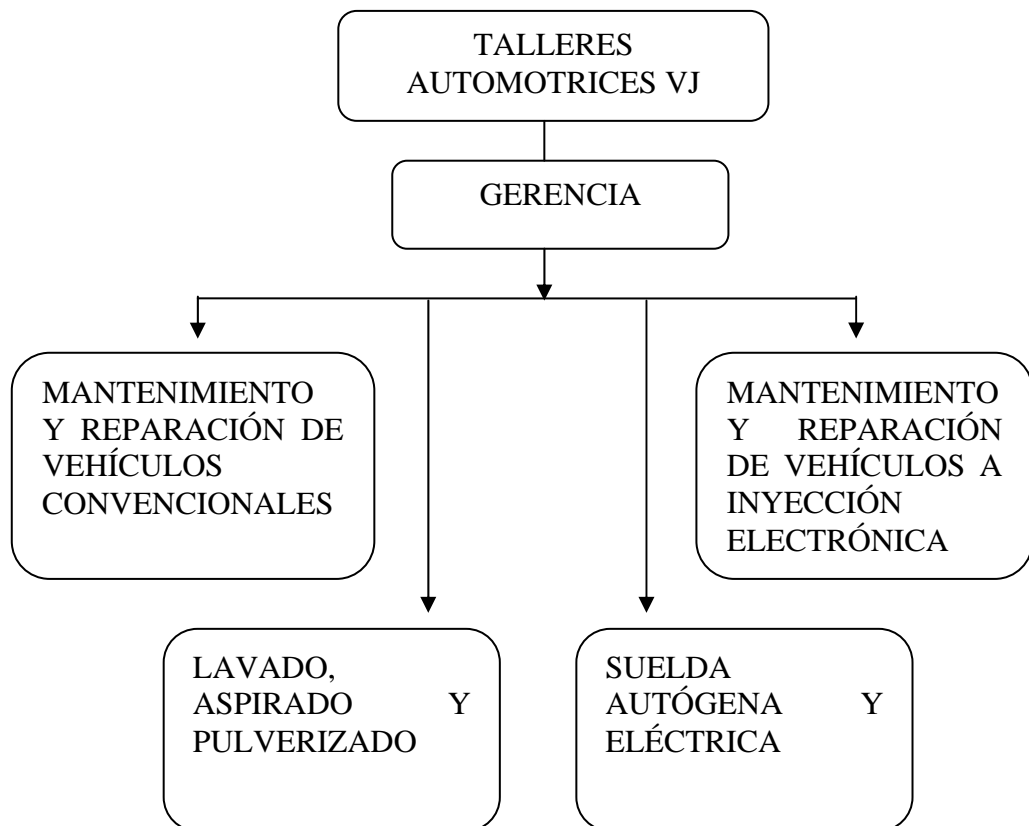 TALLERES
AUTOMOTRICES VJ
GERENCIA
MANTENIMIENTO
Y REPARACIÓN DE
VEHÍCULOS
CONVENCIONALES
MANTENIMIENTO
Y REPARACIÓN
DE VEHÍCULOS A
INYECCIÓN
ELECTRÓNICA
LAVADO,
ASPIRADO Y
PULVERIZADO
SUELDA
AUTÓGENA Y
ELÉCTRICA